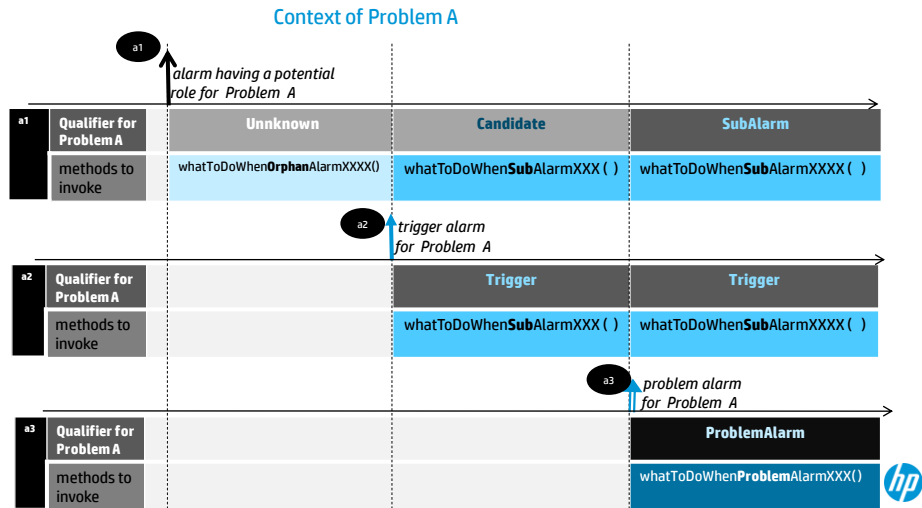 Context of Problem A
a1
alarm having a potential
role for Problem A
a1
Qualifier for
Problem A
Unnknown
Candidate
SubAlarm
methods to
invoke
whatToDoWhenOrphanAlarmXXXX()
whatToDoWhenSubAlarmXXX ( )
whatToDoWhenSubAlarmXXX ( )
a2
trigger alarm
for Problem A
a2
Qualifier for
Problem A
Trigger
Trigger
methods to
invoke
whatToDoWhenSubAlarmXXX ( )
whatToDoWhenSubAlarmXXXX ( )
a3
problem alarm
for Problem A
a3
Qualifier for
Problem A
ProblemAlarm
methods to
invoke
whatToDoWhenProblemAlarmXXX()
hp